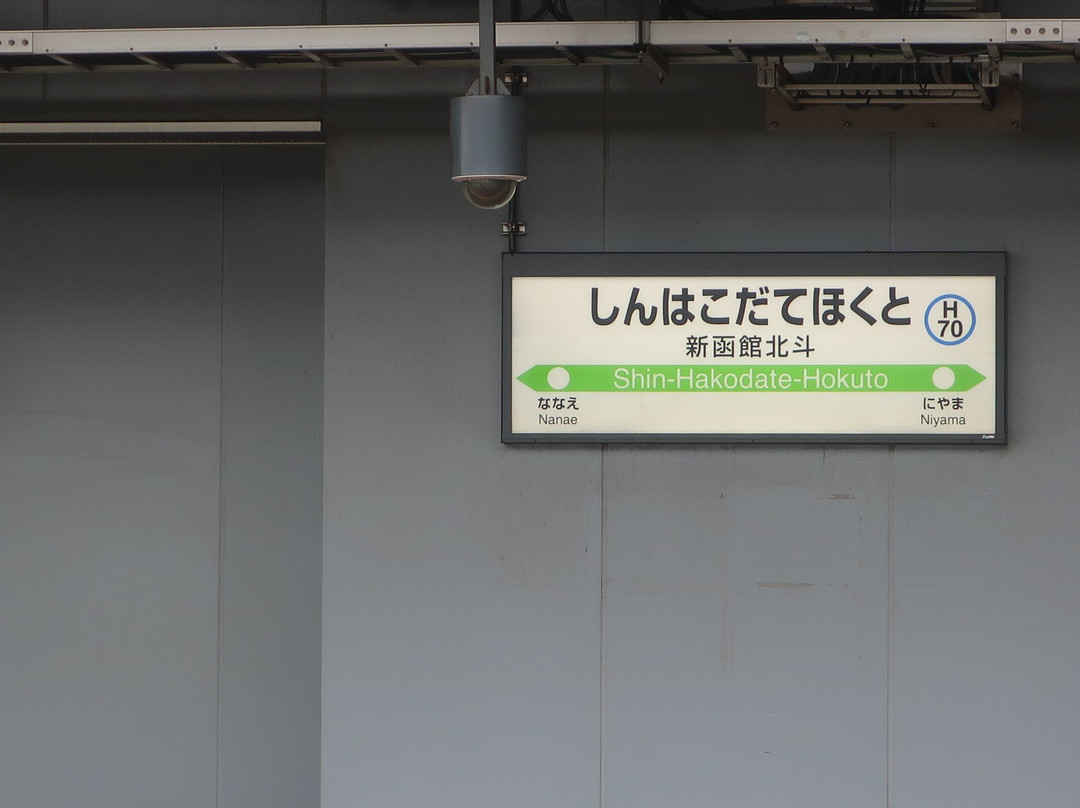 しんはこだてほくと
H
70
新函館北斗
Shin-Hakodate-Hokuto
ななえ
Nanae
にやま
Niyama